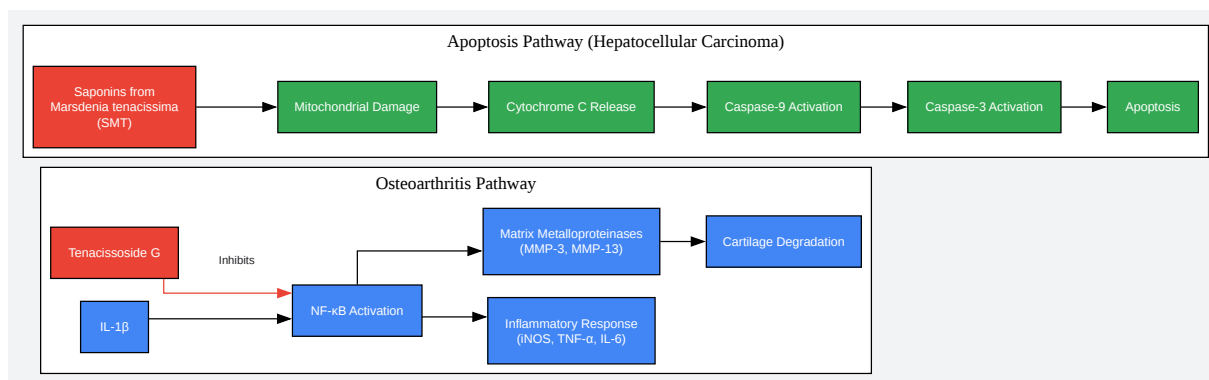 Apoptosis Pathway (Hepatocellular Carcinoma)
Saponins from
Marsdenia tenacissima
(SMT)
Mitochondrial Damage
Cytochrome C Release
Caspase-9 Activation
Caspase-3 Activation
Apoptosis
Osteoarthritis Pathway
Tenacissoside G
Inhibits
IL-1β
NF-κB Activation
Matrix Metalloproteinases
(MMP-3, MMP-13)
Cartilage Degradation
Inflammatory Response
(iNOS, TNF-α, IL-6)